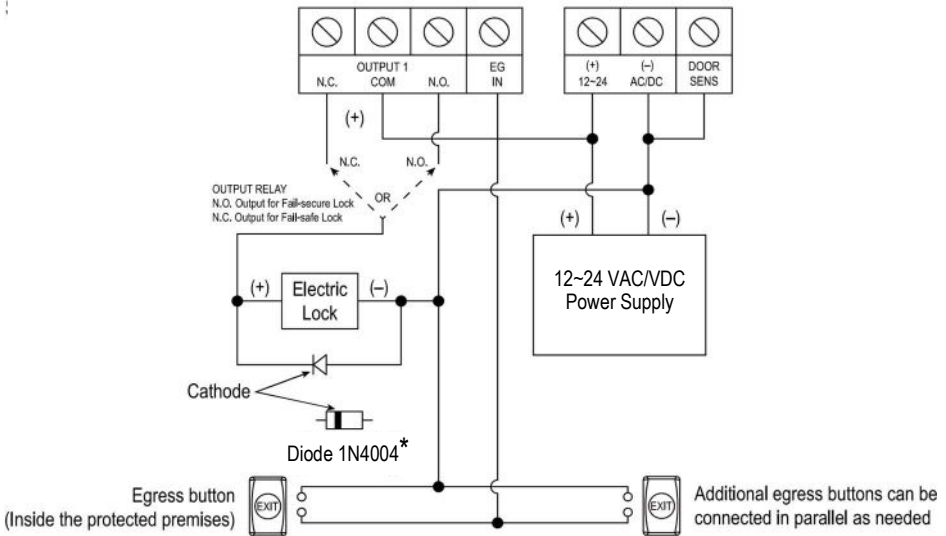 OUTPUT 1
N.C. COM N.O.
EG
IN
(+)
12~24
(–)
AC/DC
DOOR
SENS
(+)
N.C.
N.O.
OUTPUT RELAY
N.O. Output for Fail-secure Lock
N.C. Output for Fail-safe Lock
OR
(+)
(–)
12~24 VAC/VDC
Power Supply
(+)
Electric
Lock
(–)
Cathode
Diode 1N4004*
Egress button
(Inside the protected premises)
EXIT
EXIT
Additional egress buttons can be
connected in parallel as needed